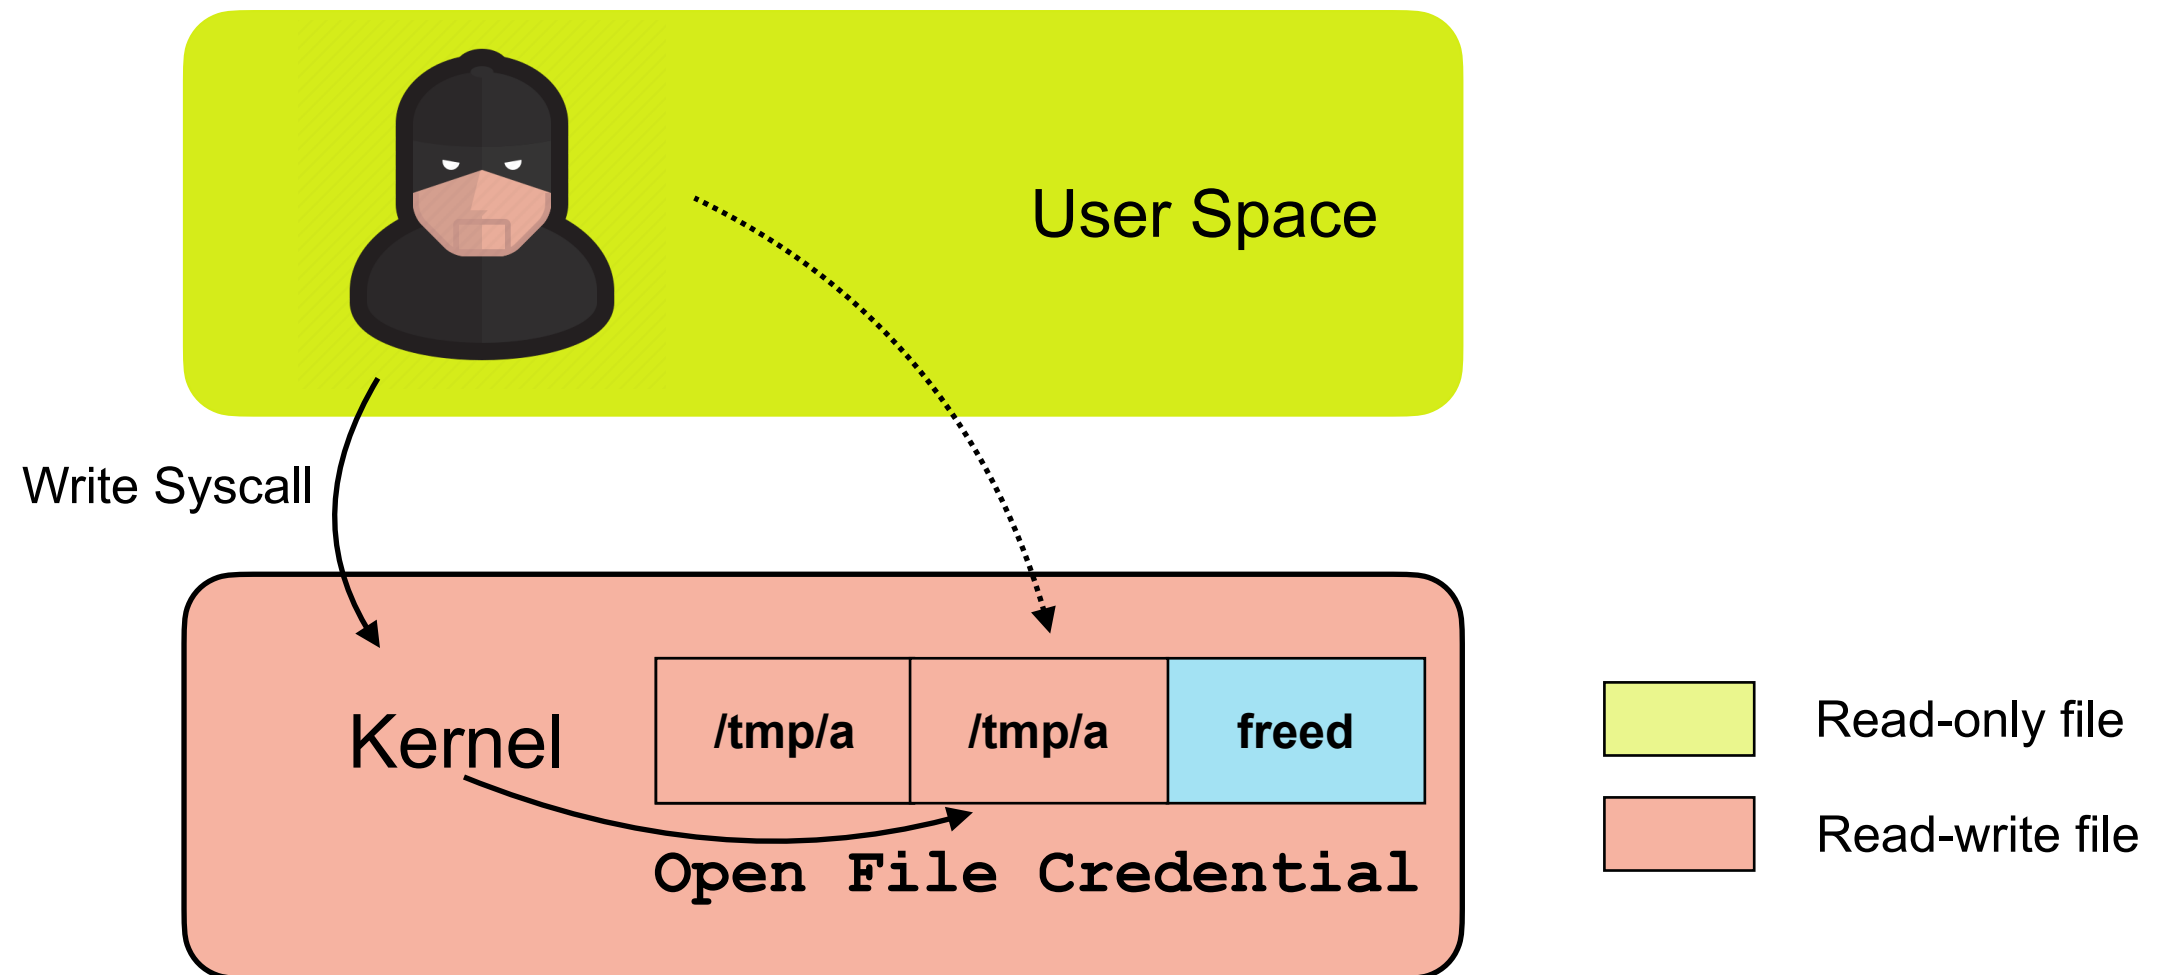 User Space
Write Syscall
Kernel
/tmp/a
/tmp/a
freed
Open File Credential
Read-only file
Read-write file